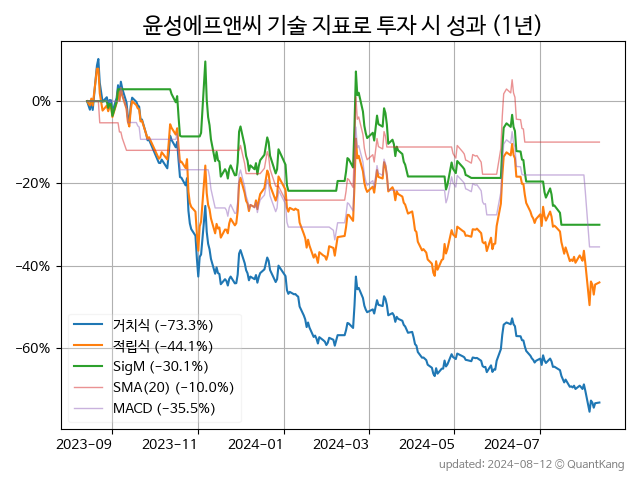 윤성에프앤씨 기술 지표로 투자 시 성과 (1년)
0%
−20%
−40%
−60%
거치식 (−73.3%)
적립식 (−44.1%)
SigM (−30.1%)
SMA(20) (−10.0%)
MACD (−35.5%)
2023-09 2023-11 2024-01 2024-03 2024-05 2024-07
updated: 2024-08-12 © QuantKang